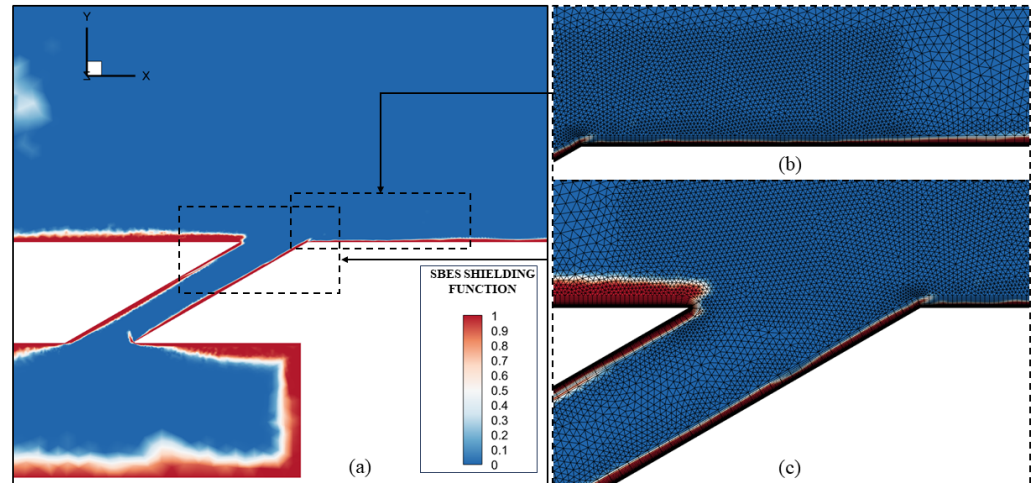 Y
Z
X
SBES SHIELDING
FUNCTION
1
0.9
0.8
0.7
0.6
0.5
0.4
0.3
0.2
0.1
0
(a)
(b)
(c)